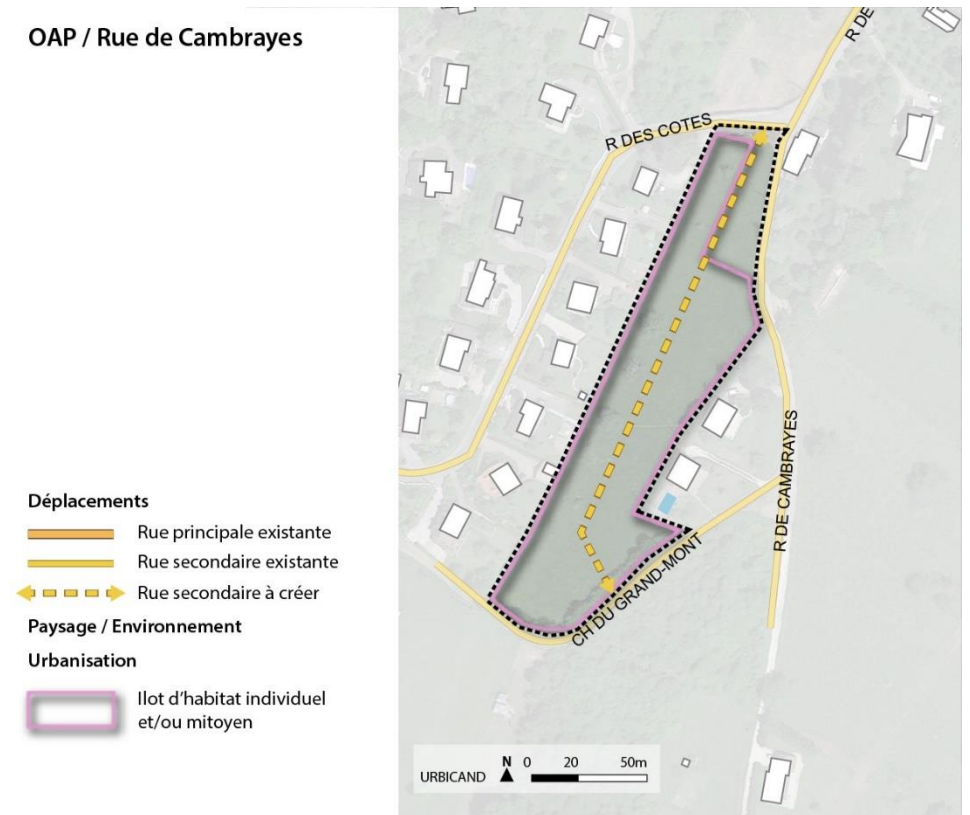 OAP / Rue de Cambrayes
R DE
R DES COTES
R DE CAMBRAYES
CH DU GRAND-MONT
Déplacements
Rue principale existante
Rue secondaire existante
Rue secondaire à créer
Paysage / Environnement
Urbanisation
Ilot d'habitat individuel
et/ou mitoyen
URBICAND N 0 20 50m